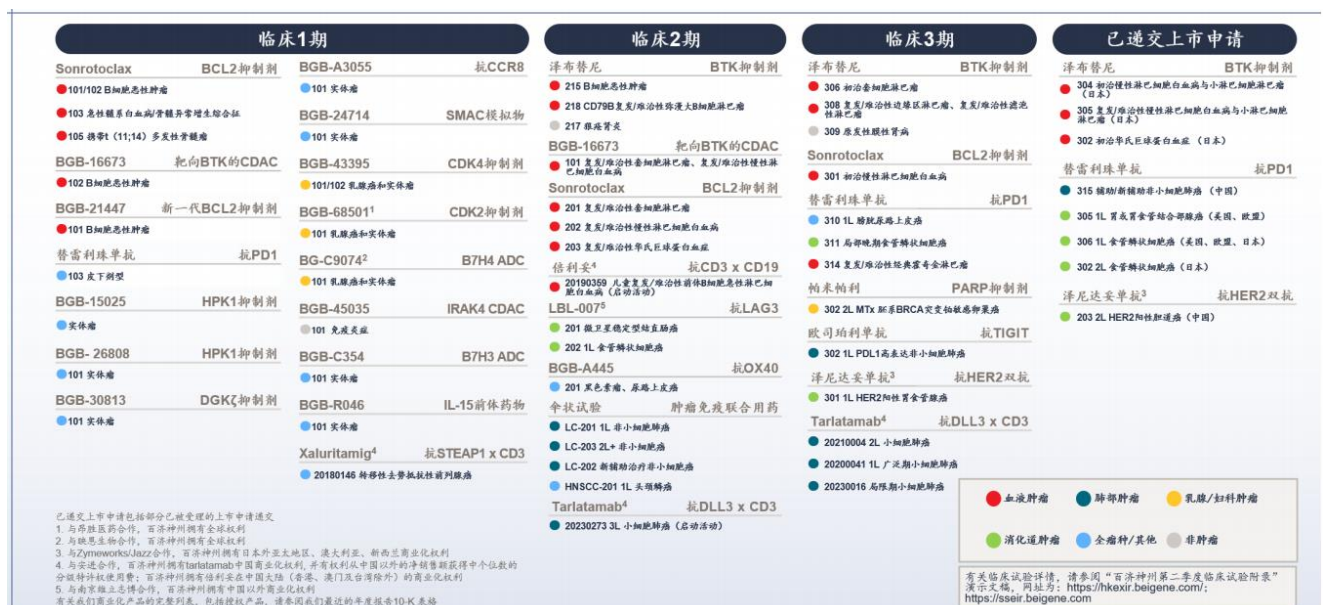 临床1期
Sonrotoclax BCL2抑制剂
101/102 B细胞恶性肿瘤
103 急性髓系白血病/骨髓异常增生综合征
105 携带t（11;14）多发性骨髓瘤
BGB-16673 靶向BTK的CDAC
102 B细胞恶性肿瘤
BGB-21447 新一代BCL2抑制剂
101 B细胞恶性肿瘤
替雷利珠单抗 抗PD1
103 皮下剂型
BGB-15025 HPK1抑制剂
实体瘤
BGB- 26808 HPK1抑制剂
101 实体瘤
BGB-30813 DGKζ抑制剂
101 实体瘤
BGB-A3055 抗CCR8
101 实体瘤
BGB-24714 SMAC模拟物
101 实体瘤
BGB-43395 CDK4抑制剂
101/102 乳腺癌和实体瘤
BGB-68501¹ CDK2抑制剂
101 乳腺癌和实体瘤
BG-C9074² B7H4 ADC
101 乳腺癌和实体瘤
BGB-45035 IRAK4 CDAC
101 免疫炎症
BGB-C354 B7H3 ADC
101 实体瘤
BGB-R046 IL-15前体药物
101 实体瘤
Xaluritamig⁴ 抗STEAP1 x CD3
20180146 转移性去势抵抗性前列腺癌
临床2期
泽布替尼 BTK抑制剂
215 B细胞恶性肿瘤
218 CD79B复发/难治性弥漫大B细胞淋巴瘤
217 狼疮肾炎
BGB-16673 靶向BTK的CDAC
101 复发/难治性套细胞淋巴瘤、复发/难治性慢性淋
巴细胞白血病
Sonrotoclax BCL2抑制剂
201 复发/难治性套细胞淋巴瘤
202 复发/难治性慢性淋巴细胞白血病
203 复发/难治性华氏巨球蛋白血症
倍利妥⁴ 抗CD3 x CD19
20190359 儿童复发/难治性前体B细胞急性淋巴细
胞白血病（启动活动）
LBL-007⁵ 抗LAG3
201 微卫星稳定型结直肠癌
202 1L 食管鳞状细胞癌
BGB-A445 抗OX40
201 黑色素瘤、尿路上皮癌
伞状试验 肿瘤免疫联合用药
LC-201 1L 非小细胞肺癌
LC-203 2L+ 非小细胞癌
LC-202 新辅助治疗非小细胞癌
HNSCC-201 1L 头颈鳞癌
Tarlatamab⁴ 抗DLL3 x CD3
20230273 3L 小细胞肺癌（启动活动）
临床3期
泽布替尼 BTK抑制剂
306 初治套细胞淋巴瘤
308 复发/难治性边缘区淋巴瘤、复发/难治性滤泡
性淋巴瘤
309 原发性膜性肾病
Sonrotoclax BCL2抑制剂
301 初治慢性淋巴细胞白血病
替雷利珠单抗 抗PD1
310 1L 膀胱尿路上皮癌
311 局部晚期食管鳞状细胞癌
314 复发/难治性经典霍奇金淋巴瘤
帕米帕利 PARP抑制剂
302 2L MTx 胚系BRCA突变铂敏感卵巢癌
欧司珀利单抗 抗TIGIT
302 1L PDL1高表达非小细胞肺癌
泽尼达妥单抗³ 抗HER2双抗
301 1L HER2阳性胃食管腺癌
Tarlatamab⁴ 抗DLL3 x CD3
20210004 2L 小细胞肺癌
20200041 1L 广泛期小细胞肺癌
20230016 局限期小细胞肺癌
已递交上市申请
泽布替尼 BTK抑制剂
304 初治慢性淋巴细胞白血病与小淋巴细胞淋巴瘤
（日本）
305 复发/难治性慢性淋巴细胞白血病与小淋巴细胞
淋巴瘤（日本）
302 初治华氏巨球蛋白血症 （日本）
替雷利珠单抗 抗PD1
315 辅助/新辅助非小细胞肺癌 （中国）
305 1L 胃或胃食管结合部腺癌（美国、欧盟）
306 1L 食管鳞状细胞癌（美国、欧盟、日本）
302 2L 食管鳞状细胞癌（日本）
泽尼达妥单抗³ 抗HER2双抗
203 2L HER2阳性胆道癌（中国）
血液肿瘤 肺部肿瘤 乳腺/妇科肿瘤
消化道肿瘤 全瘤种/其他 非肿瘤
有关临床试验详情，请参阅“百济神州第二季度临床试验附录”
演示文稿，网址为：https://hkexir.beigene.com/；
https://sseir.beigene.com
已递交上市申请包括部分已被受理的上市申请递交
1. 与昂胜医药合作，百济神州拥有全球权利
2. 与映恩生物合作，百济神州拥有全球权利
3. 与Zymeworks/Jazz合作，百济神州拥有日本外亚太地区、澳大利亚、新西兰商业化权利
4. 与安进合作，百济神州拥有tarlatamab中国商业化权利，并有权利从中国以外的净销售额获得中个位数的
分级特许权使用费；百济神州拥有倍利妥在中国大陆（香港、澳门及台湾除外）的商业化权利
5. 与南京维立志博合作，百济神州拥有中国以外商业化权利
有关我们商业化产品的完整列表，包括授权产品，请参阅我们最近的年度报告10-K 表格